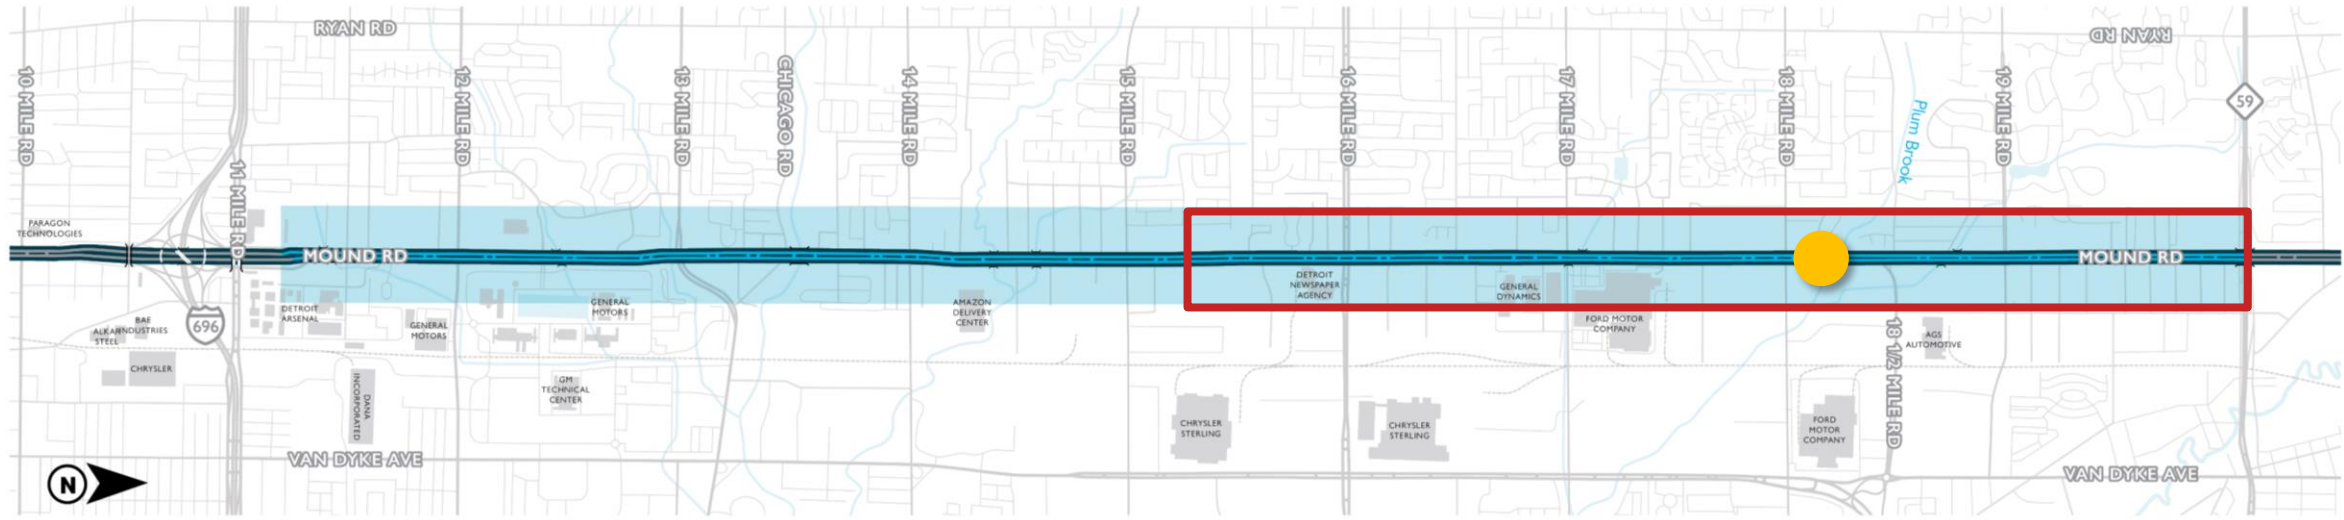 RYAN RD
RYAN RD
10 MILE RD
11 MILE RD
12 MILE RD
13 MILE RD
CHICAGO RD
14 MILE RD
15 MILE RD
16 MILE RD
17 MILE RD
18 MILE RD
Plum Brook
19 MILE RD
59
PARAGON
TECHNOLOGIES
MOUND RD
MOUND RD
DETROIT
NEWSPAPER
AGENCY
GENERAL
DYNAMICS
FORD MOTOR
COMPANY
696
BAE
INDUSTRIES
ALKAR
STEEL
CHRYSLER
DETROIT
ARSENAL
GENERAL
MOTORS
GENERAL
MOTORS
AMAZON
DELIVERY
CENTER
DANA
INCORPORATED
GM
TECHNICAL
CENTER
CHRYSLER
STERLING
CHRYSLER
STERLING
FORD
MOTOR
COMPANY
18 1/2 MILE RD
AGS
AUTOMOTIVE
VAN DYKE AVE
VAN DYKE AVE
N